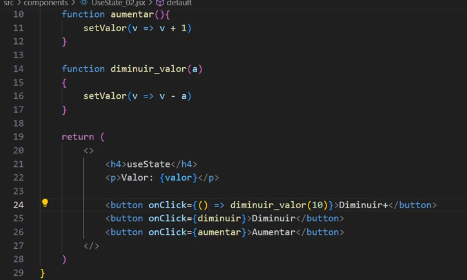 src > components > UseState_02.jsx > default
10 function aumentar(){
11 setValor(v => v + 1)
12 }
13
14 function diminuir_valor(a)
15 {
16 setValor(v => v - a)
17 }
18
19 return (
20 <>
21 <h4>useState</h4>
22 <p>Valor: {valor}</p>
23
24 <button onClick={() => diminuir_valor(10)}>Diminuir+</button>
25 <button onClick={diminuir}>Diminuir</button>
26 <button onClick={aumentar}>Aumentar</button>
27 </>
28 )
29 }